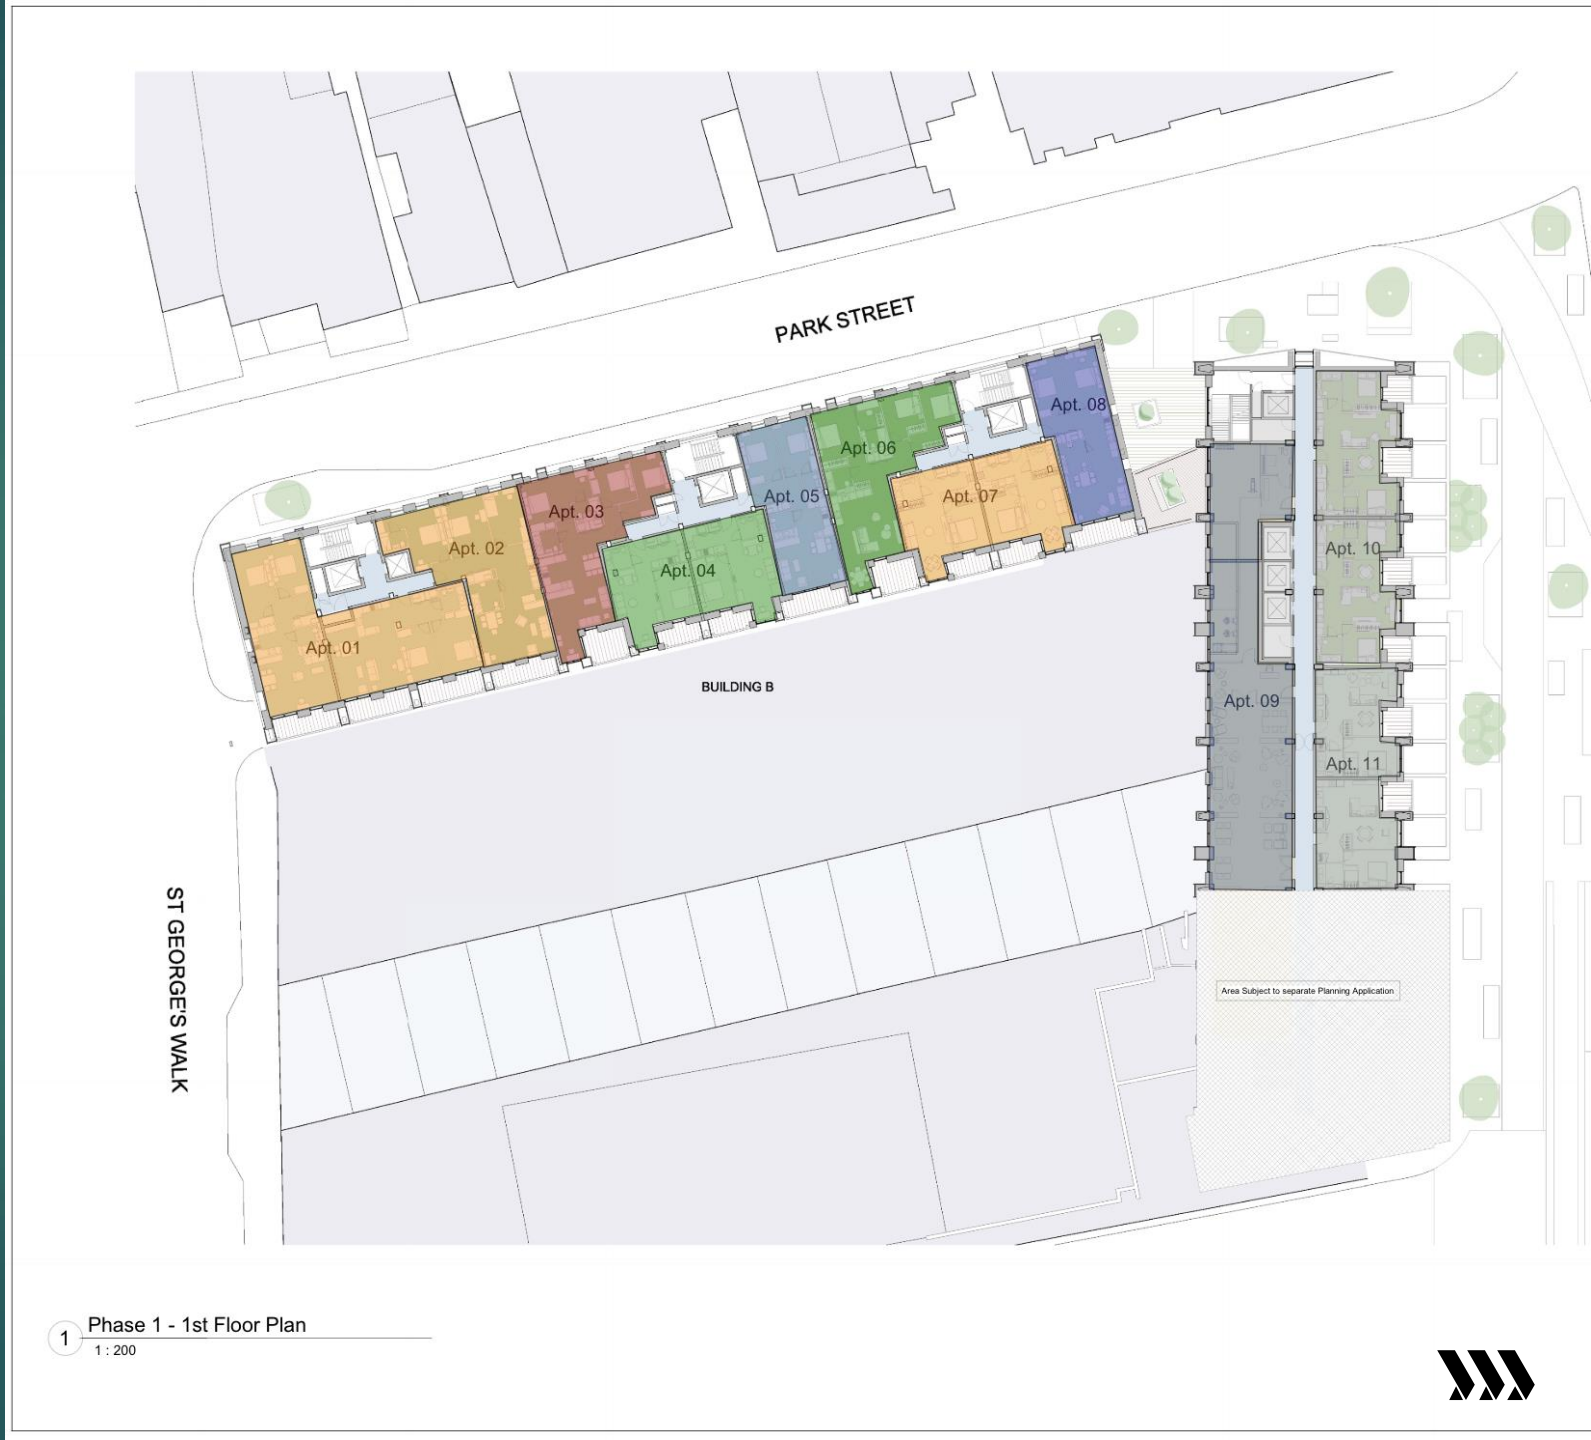 PARK STREET
Apt. 08
Apt. 06
Apt. 07
Apt. 05
Apt. 03
Apt. 02
Apt. 04
Apt. 01
Apt. 10
Apt. 09
Apt. 11
BUILDING B
ST GEORGE'S WALK
Area Subject to separate Planning Application
1
Phase 1 - 1st Floor Plan
1 : 200